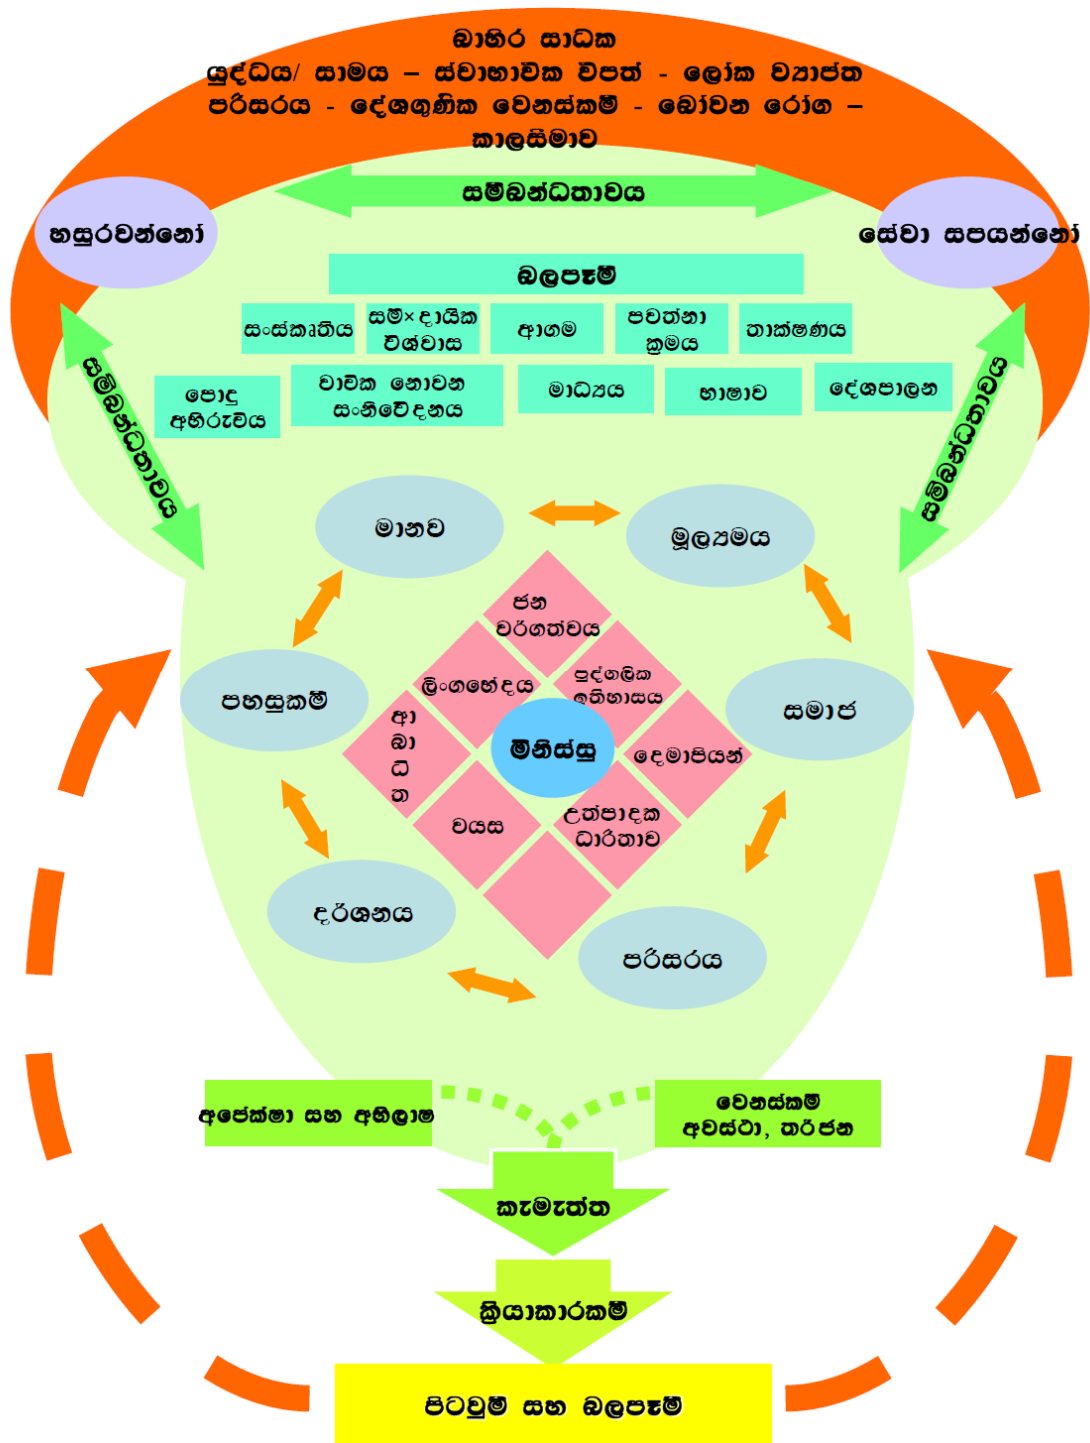 බාහිර සාධක
යුද්ධය/ සාමය – ස්වාභාවික විපත් - ලෝක ව්‍යාප්ත
පරිසරය - දේශගුණික වෙනස්කම් - බෝවන රෝග –
කාලසීමාව
සම්බන්ධතාවය
හසුරවන්නෝ
සේවා සපයන්නෝ
බලපෑම්
සංස්කෘතිය
සම්×දායික
විශ්වාස
ආගම
පවත්නා
ක්‍රමය
තාක්ෂණය
පොදු
අභිරුචිය
වාචික නොවන
සංනිවේදනය
මාධ්‍යය
භාෂාව
දේශපාලන
සම්බන්ධතාවය
සම්බන්ධතාවය
මානව
මූල්‍යමය
ජන
වර්ගත්වය
ලිංගභේදය
පුද්ගලික
ඉතිහාසය
පහසුකම්
සමාජ
ආ
බා
ධි
ත
මිනිස්සු
දෙමාපියන්
වයස
උත්පාදක
ධාරිතාව
දර්ශනය
පරිසරය
අපේක්ෂා සහ අභිලාෂ
වෙනස්කම්
අවස්ථා, තර්ජන
කැමැත්ත
ක්‍රියාකාරකම්
පිටවුම් සහ බලපෑම්